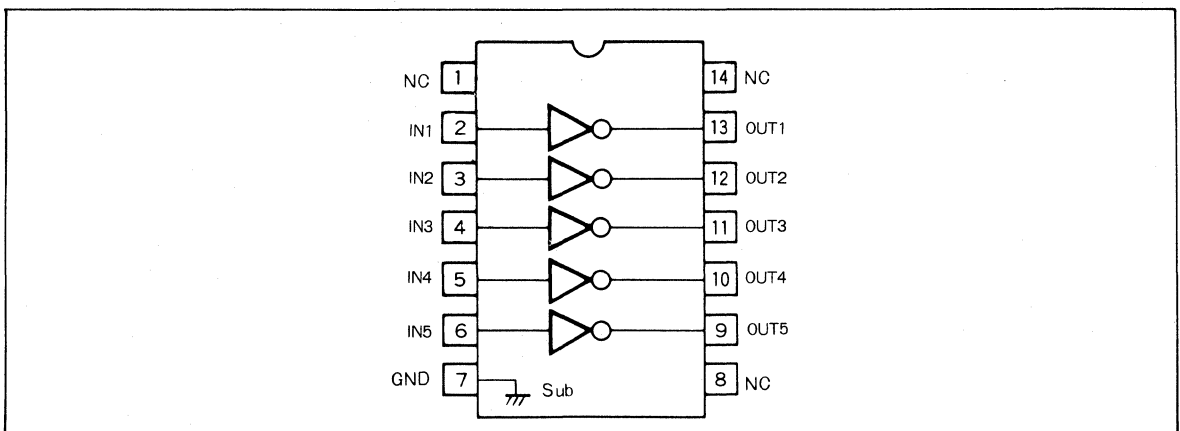 NC 1 14 NC
IN1 2 13 OUT1
IN2 3 12 OUT2
IN3 4 11 OUT3
IN4 5 10 OUT4
IN5 6 9 OUT5
GND 7 Sub 8 NC